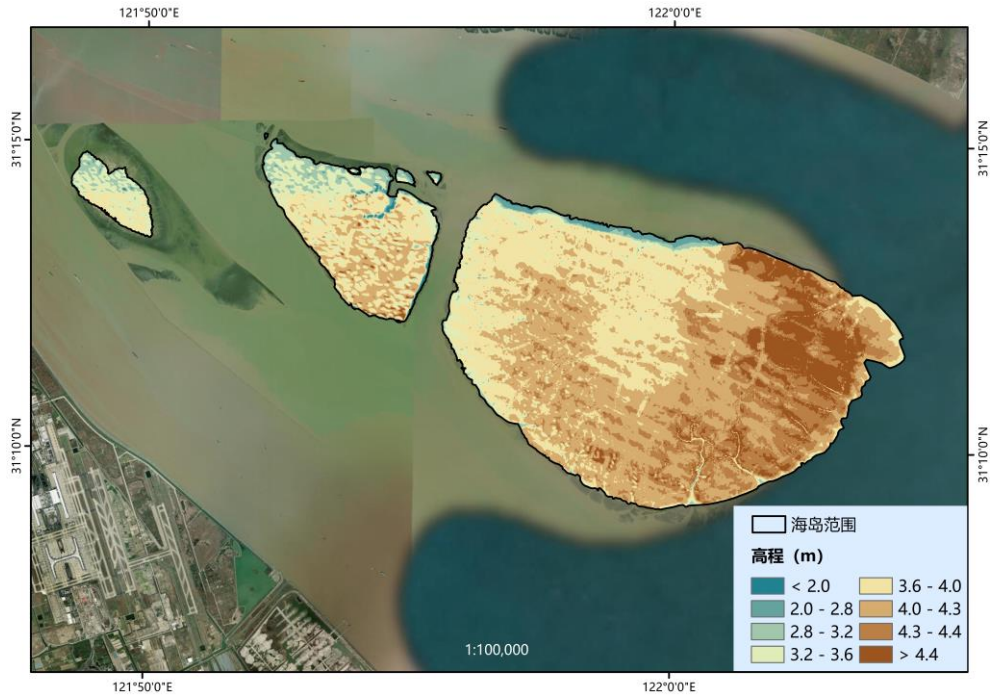 121°50'0"E 122°0'0"E
31°15'0"N 31°15'0"N
31°10'0"N 31°10'0"N
海岛范围
高程（m）
< 2.0 3.6 - 4.0
2.0 - 2.8 4.0 - 4.3
2.8 - 3.2 4.3 - 4.4
3.2 - 3.6 > 4.4
1:100,000
121°50'0"E 122°0'0"E